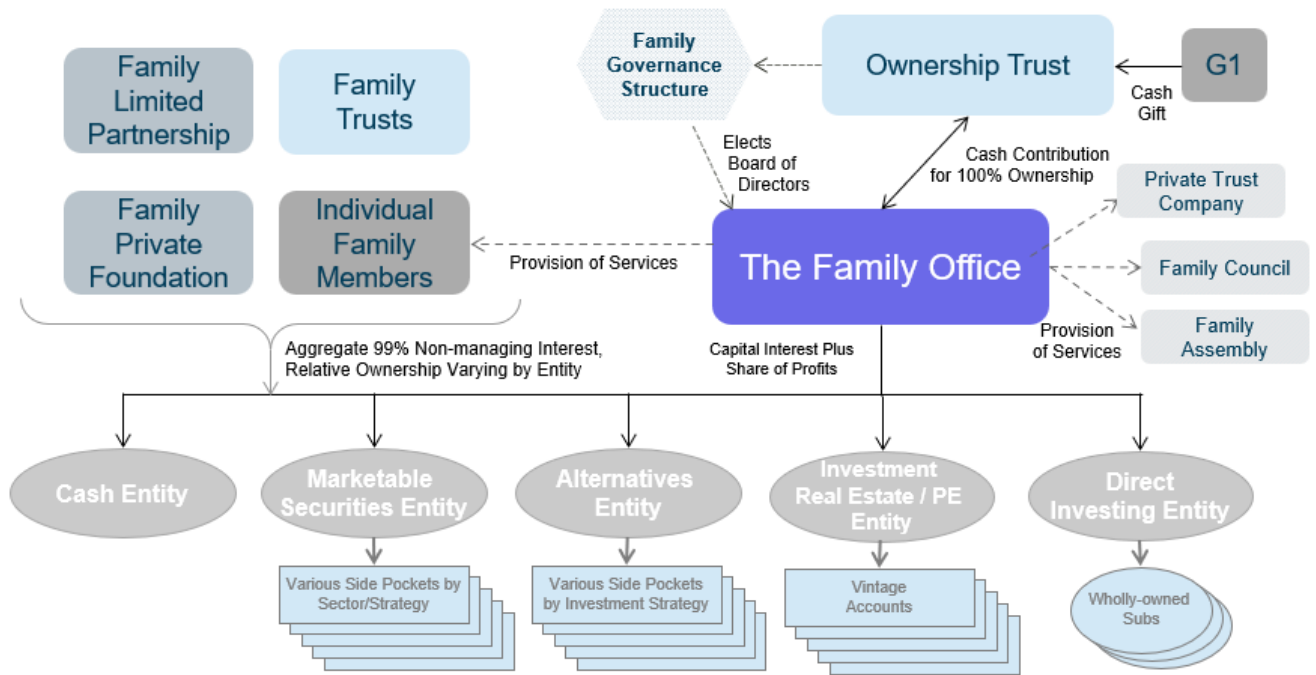 Family
Limited
Partnership
Family
Trusts
Family
Governance
Structure
Ownership Trust
G1
Cash
Gift
Elects
Board of
Directors
Cash Contribution
for 100% Ownership
Family
Private
Foundation
Individual
Family
Members
Provision of Services
The Family Office
Private Trust
Company
Family Council
Family
Assembly
Provision
of Services
Aggregate 99% Non-managing Interest,
Relative Ownership Varying by Entity
Capital Interest Plus
Share of Profits
Cash Entity
Marketable
Securities Entity
Alternatives
Entity
Investment
Real Estate / PE
Entity
Direct
Investing Entity
Various Side Pockets by
Sector/Strategy
Various Side Pockets
by Investment Strategy
Vintage
Accounts
Wholly-owned
Subs